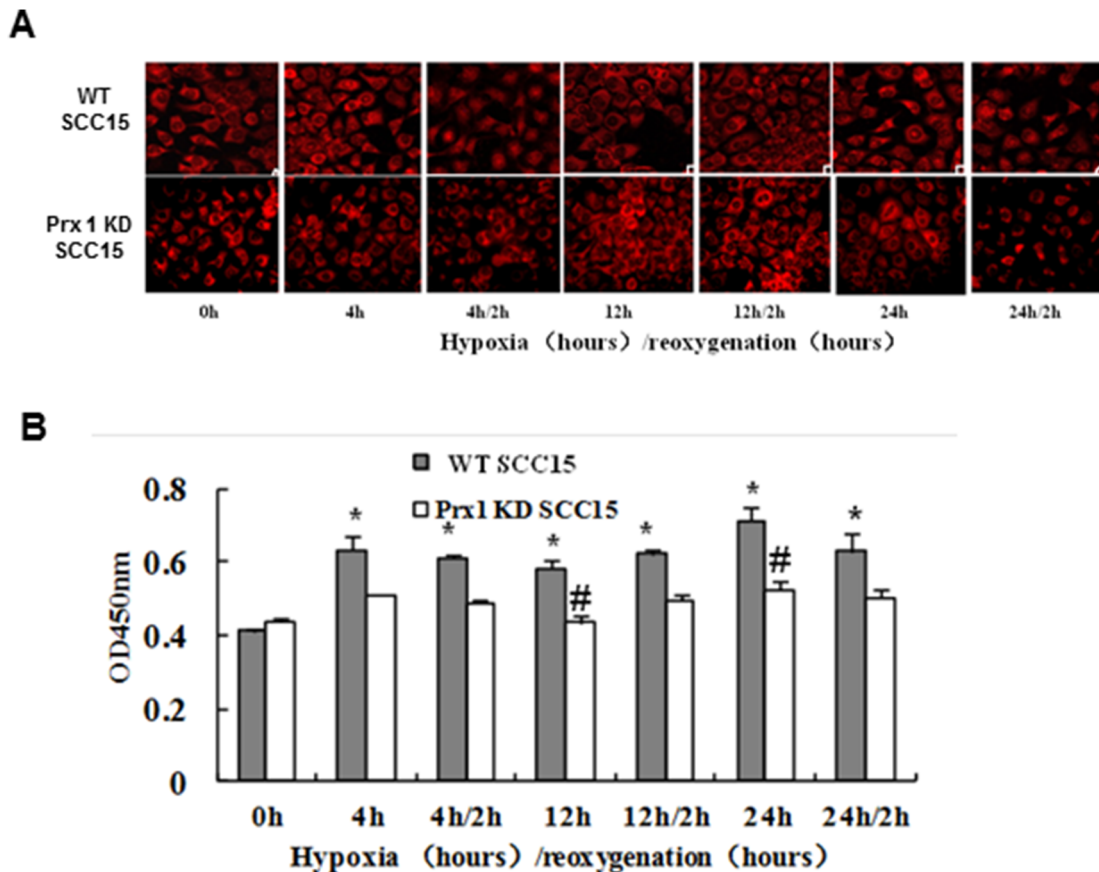 A
WT
SCC15
Prx 1 KD
SCC15
0h 4h 4h/2h 12h 12h/2h 24h 24h/2h
Hypoxia （hours）/reoxygenation（hours）
B
WT SCC15
Prx1 KD SCC15
0.8
0.6
0.4
0.2
0
OD450nm
* * * * * *
# #
0h 4h 4h/2h 12h 12h/2h 24h 24h/2h
Hypoxia （hours）/reoxygenation（hours）